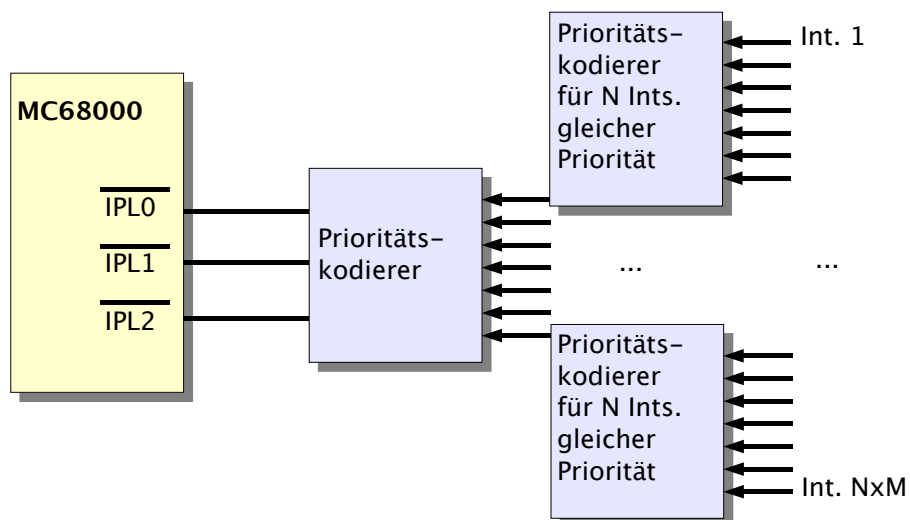 Prioritäts-
kodierer
für N Ints.
gleicher
Priorität
Int. 1
MC68000
IPL0
IPL1
IPL2
Prioritäts-
kodierer
...
...
Prioritäts-
kodierer
für N Ints.
gleicher
Priorität
Int. NxM